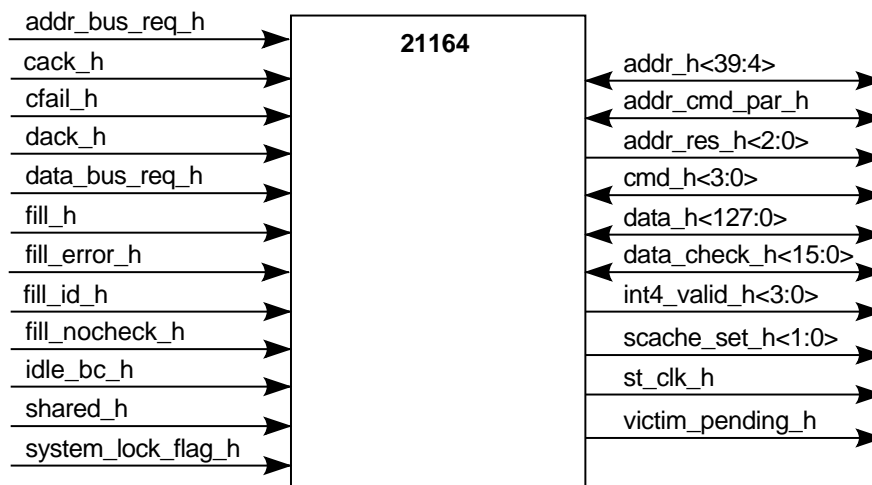 addr_bus_req_h
cack_h
cfail_h
dack_h
data_bus_req_h
fill_h
fill_error_h
fill_id_h
fill_nocheck_h
idle_bc_h
shared_h
system_lock_flag_h
21164
addr_h<39:4>
addr_cmd_par_h
addr_res_h<2:0>
cmd_h<3:0>
data_h<127:0>
data_check_h<15:0>
int4_valid_h<3:0>
scache_set_h<1:0>
st_clk_h
victim_pending_h